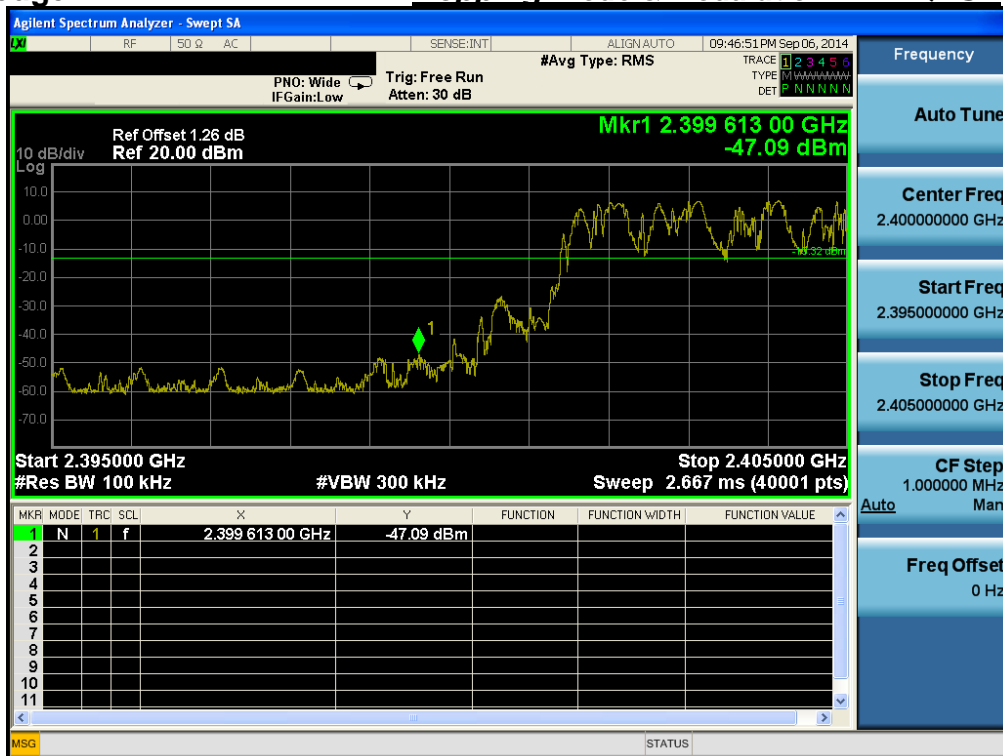 Agilent Spectrum Analyzer - Swept SA
LXI RF 50 Ω AC SENSE:INT ALIGN AUTO 09:46:51 PM Sep 06, 2014
#Avg Type: RMS
TRACE 1 2 3 4 5 6
TYPE M
DET P N N N N N
PNO: Wide
IFGain:Low
Trig: Free Run
Atten: 30 dB
Mkr1 2.399 613 00 GHz
-47.09 dBm
Ref Offset 1.26 dB
Ref 20.00 dBm
10 dB/div
Log
10.0
0.00
-10.0
-20.0
-30.0
-40.0
-50.0
-60.0
-70.0
1
Start 2.395000 GHz
Stop 2.405000 GHz
#Res BW 100 kHz
#VBW 300 kHz
Sweep 2.667 ms (40001 pts)
MKR MODE TRC SCL X Y FUNCTION FUNCTION WIDTH FUNCTION VALUE
1 N 1 f 2.399 613 00 GHz -47.09 dBm
2
3
4
5
6
7
8
9
10
11
MSG STATUS
Frequency
Auto Tune
Center Freq
2.400000000 GHz
Start Freq
2.395000000 GHz
Stop Freq
2.405000000 GHz
CF Step
1.000000 MHz
Auto Man
Freq Offset
0 Hz